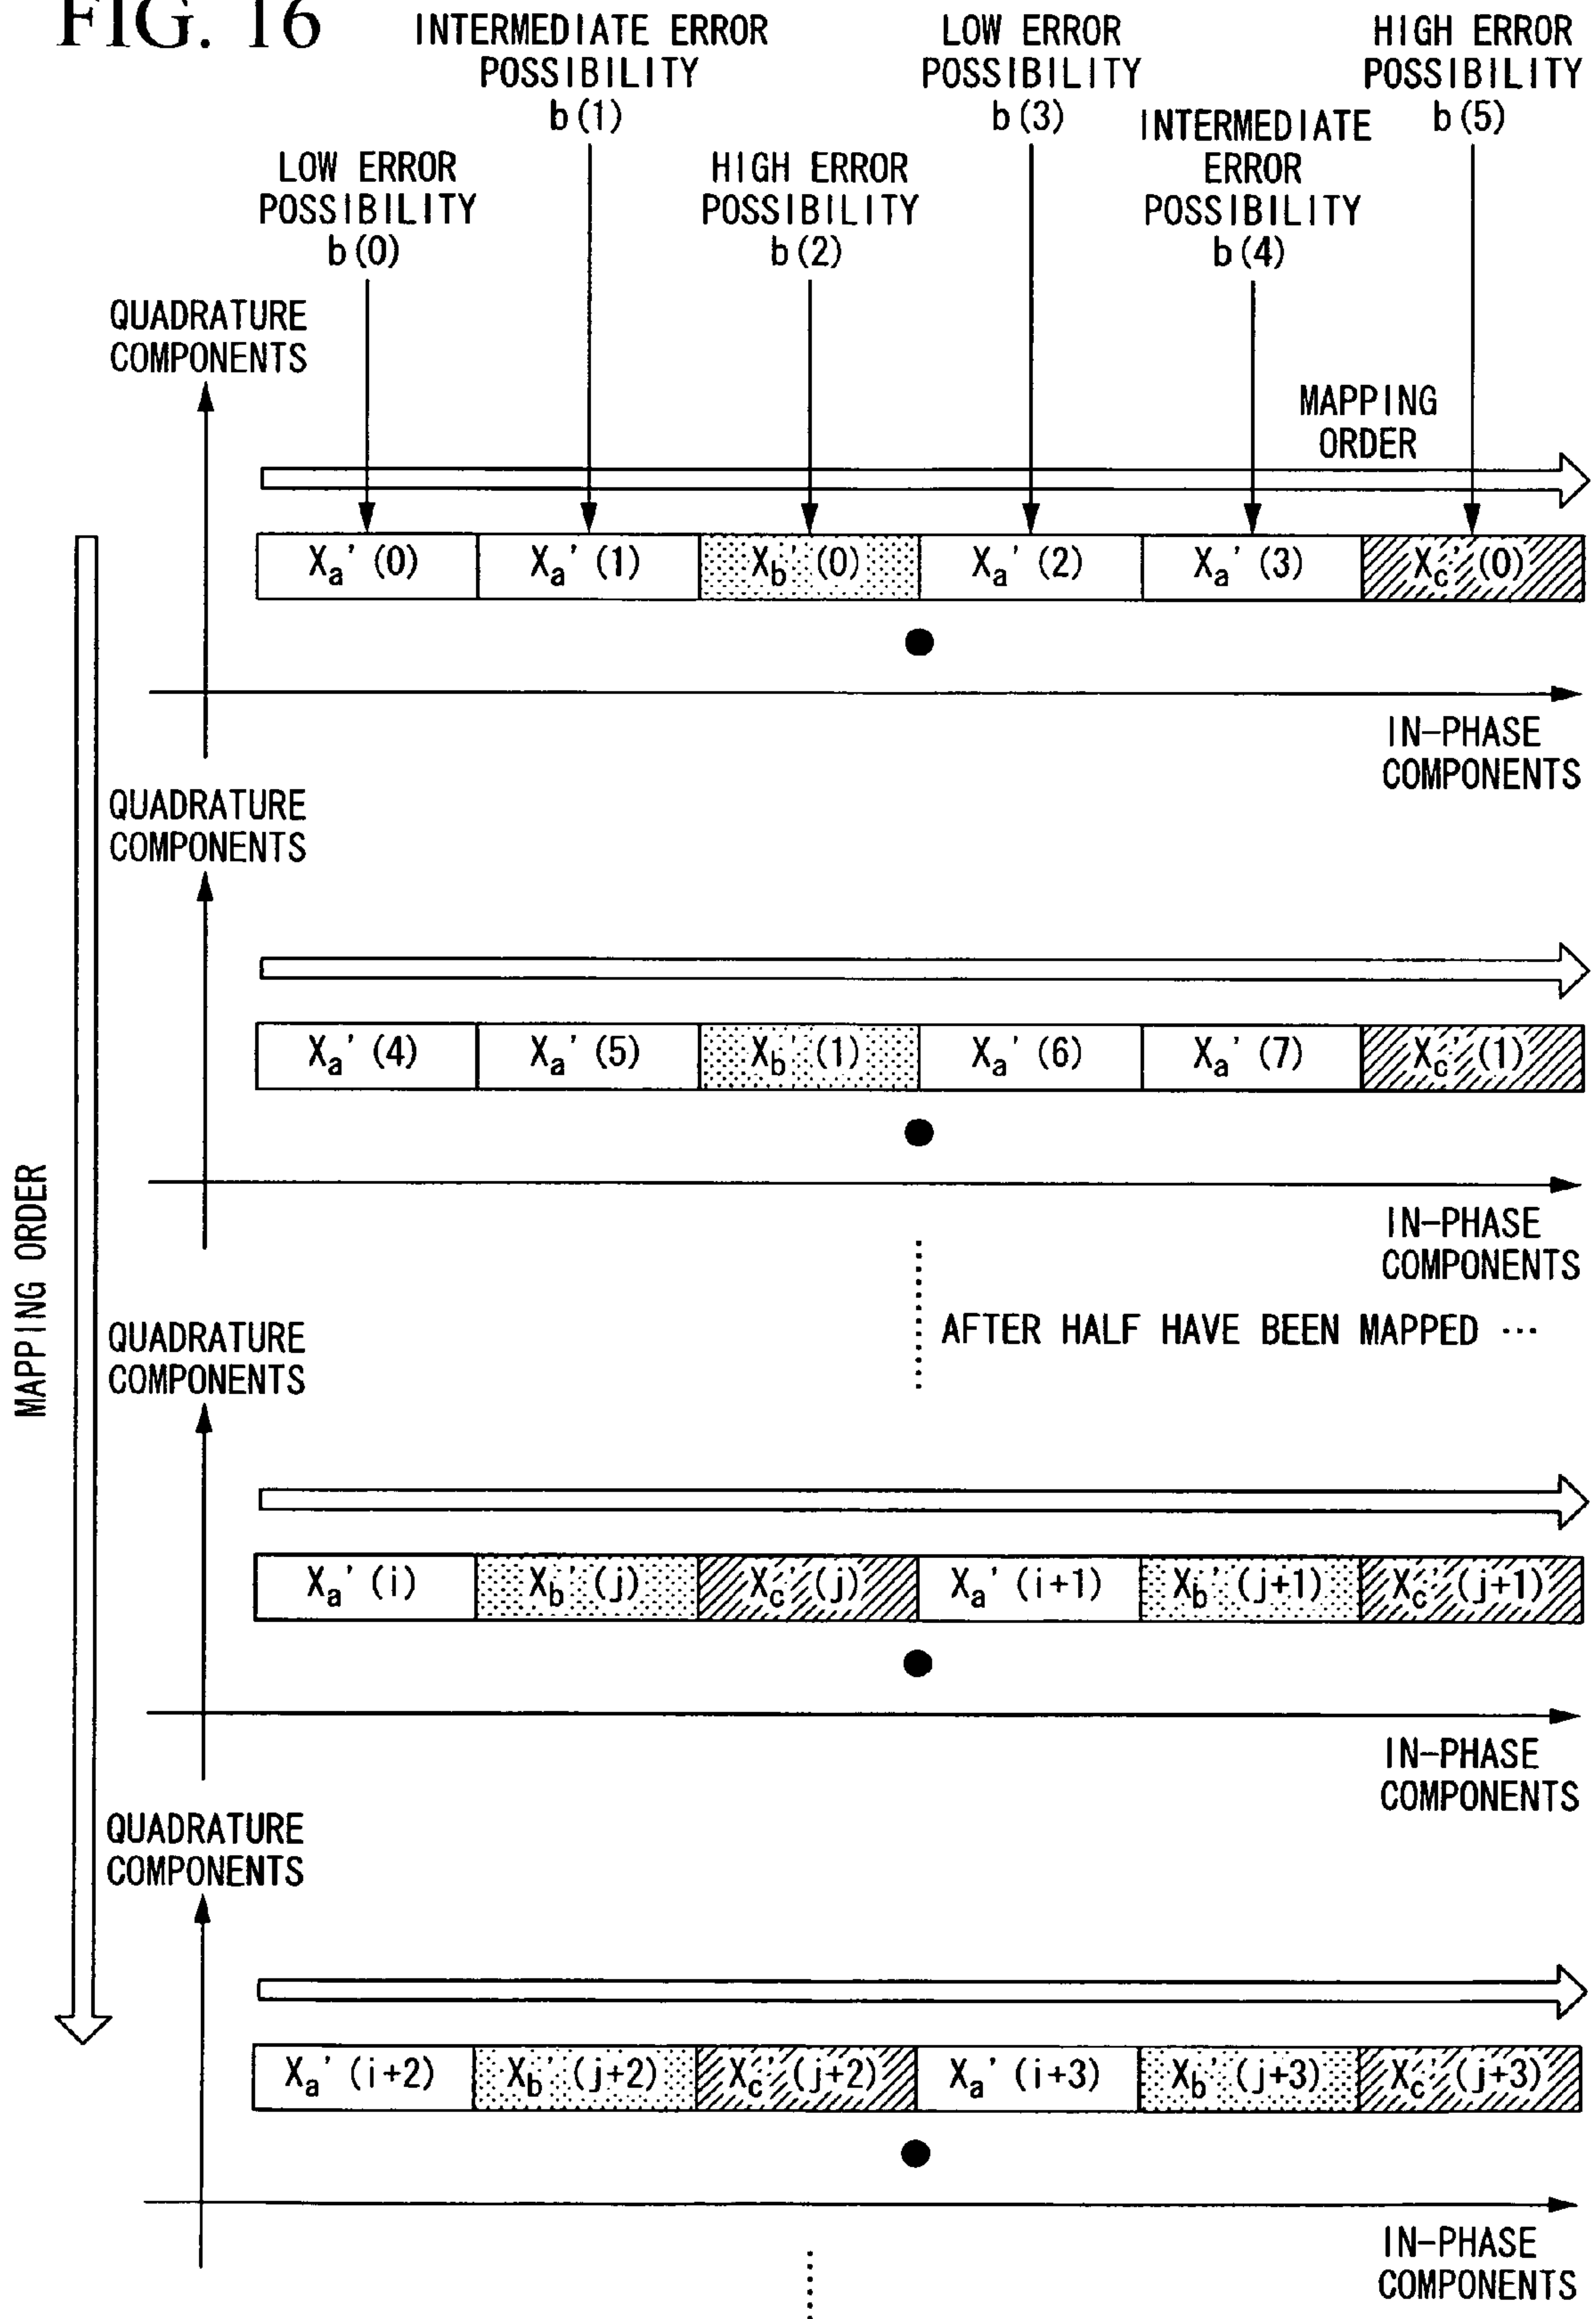 FIG. 16
INTERMEDIATE ERROR
POSSIBILITY
b(1)
LOW ERROR
POSSIBILITY
b(3)
HIGH ERROR
POSSIBILITY
b(5)
LOW ERROR
POSSIBILITY
b(0)
HIGH ERROR
POSSIBILITY
b(2)
INTERMEDIATE
ERROR
POSSIBILITY
b(4)
QUADRATURE
COMPONENTS
MAPPING
ORDER
Xa' (0) Xa' (1) Xb' (0) Xa' (2) Xa' (3) Xc' (0)
IN-PHASE
COMPONENTS
QUADRATURE
COMPONENTS
Xa' (4) Xa' (5) Xb' (1) Xa' (6) Xa' (7) Xc' (1)
IN-PHASE
COMPONENTS
MAPPING ORDER
AFTER HALF HAVE BEEN MAPPED ···
QUADRATURE
COMPONENTS
Xa' (i) Xb' (j) Xc' (j) Xa' (i+1) Xb' (j+1) Xc' (j+1)
IN-PHASE
COMPONENTS
QUADRATURE
COMPONENTS
Xa' (i+2) Xb' (j+2) Xc' (j+2) Xa' (i+3) Xb' (j+3) Xc' (j+3)
IN-PHASE
COMPONENTS